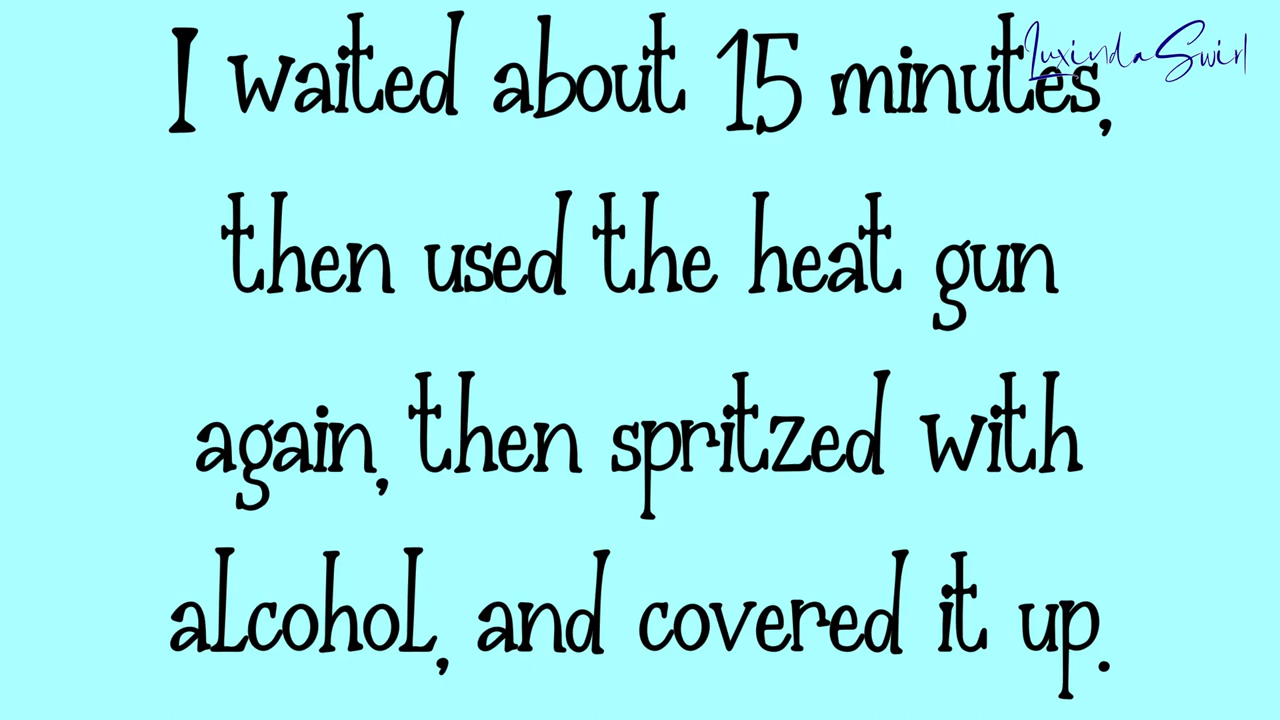 I waited about 15 minutes,
Luxinda Swirl
then used the heat gun
again, then spritzed with
alcohol, and covered it up.